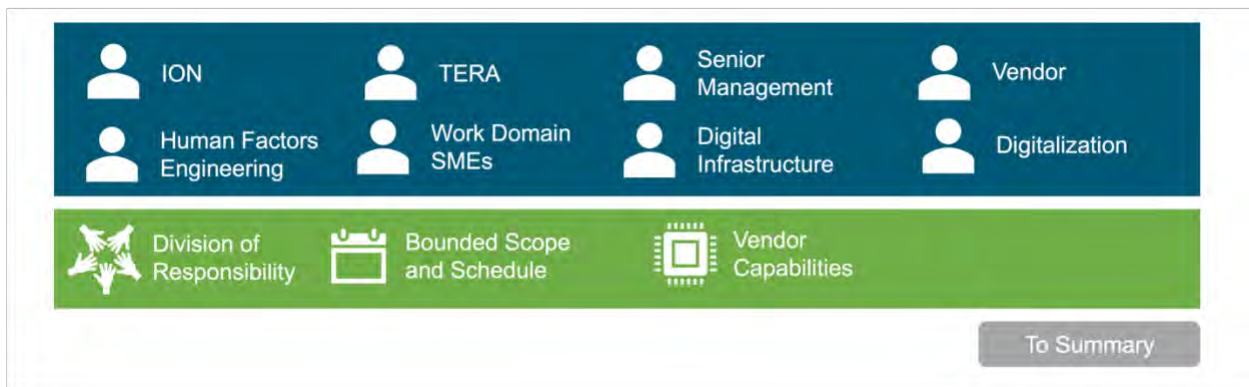 ION
TERA
Senior
Management
Vendor
Human Factors
Engineering
Work Domain
SMEs
Digital
Infrastructure
Digitalization
Division of
Responsibility
Bounded Scope
and Schedule
Vendor
Capabilities
To Summary